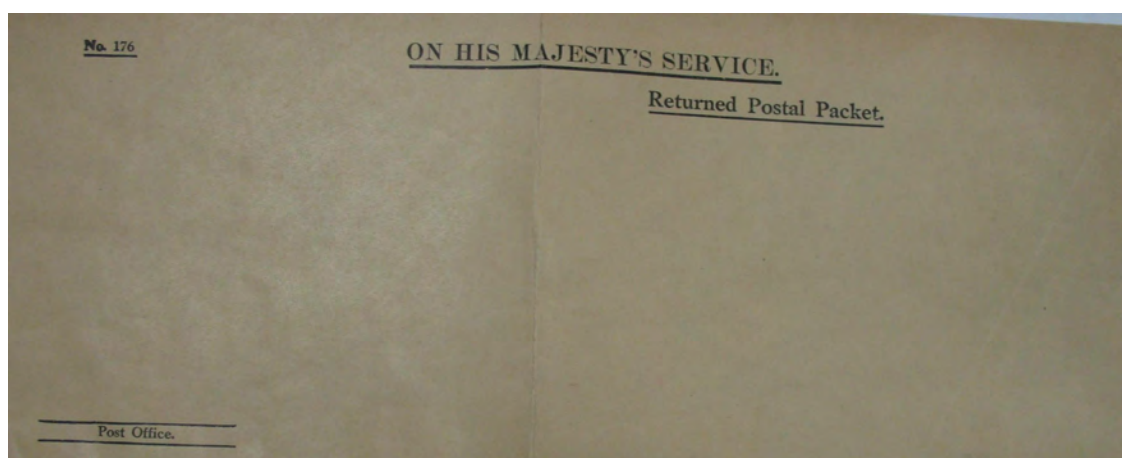 No. 176
ON HIS MAJESTY'S SERVICE.
Returned Postal Packet.
Post Office.